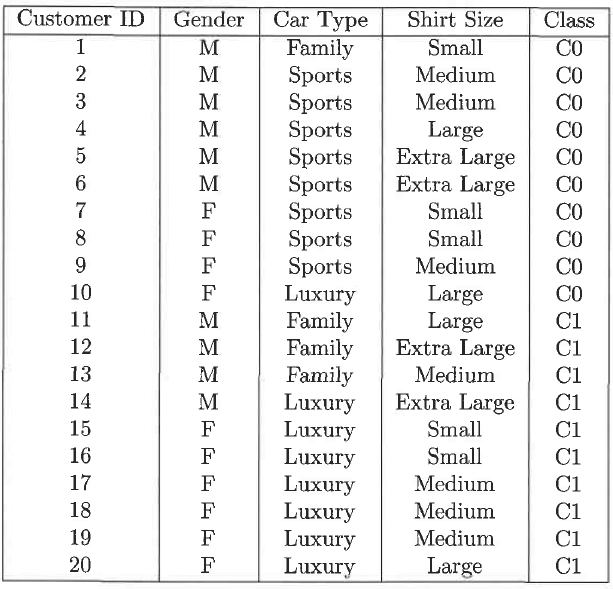 Customer ID Gender Car Type Shirt Size Class
1 M Family Small C0
2 M Sports Medium C0
3 M Sports Medium C0
4 M Sports Large C0
5 M Sports Extra Large C0
6 M Sports Extra Large C0
7 F Sports Small C0
8 F Sports Small C0
9 F Sports Medium C0
10 F Luxury Large C0
11 M Family Large C1
12 M Family Extra Large C1
13 M Family Medium C1
14 M Luxury Extra Large C1
15 F Luxury Small C1
16 F Luxury Small C1
17 F Luxury Medium C1
18 F Luxury Medium C1
19 F Luxury Medium C1
20 F Luxury Large C1